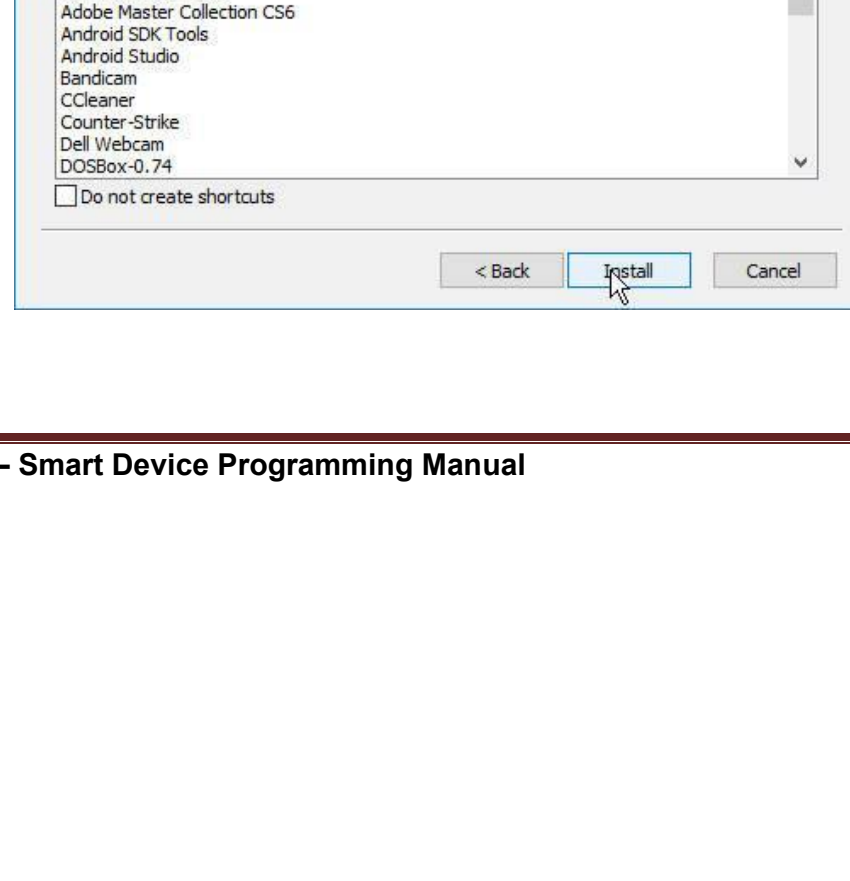 Adobe Master Collection CS6
Android SDK Tools
Android Studio
Bandicam
CCleaner
Counter-Strike
Dell Webcam
DOSBox-0.74
Do not create shortcuts
< Back Install Cancel
- Smart Device Programming Manual